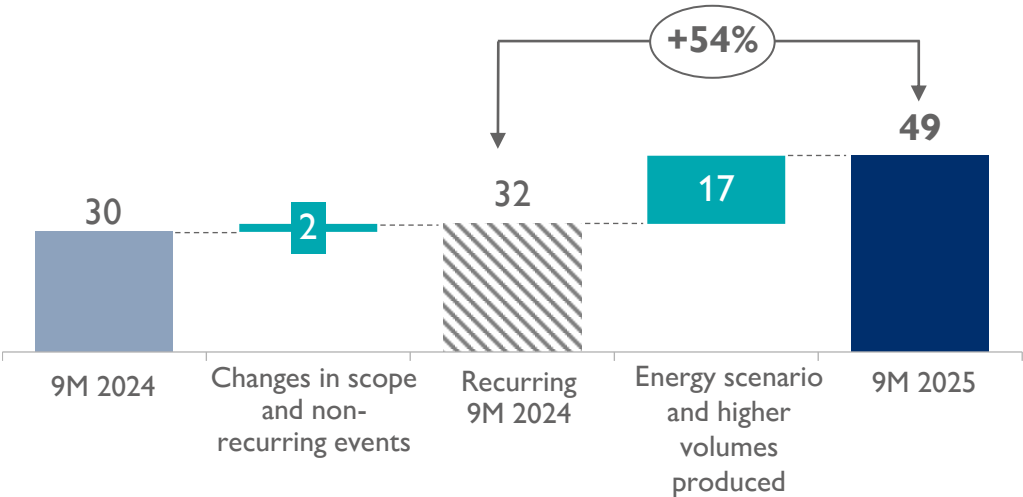 +54%
30
2
32
17
49
9M 2024
Changes in scope
and non-
recurring events
Recurring
9M 2024
Energy scenario
and higher
volumes
produced
9M 2025